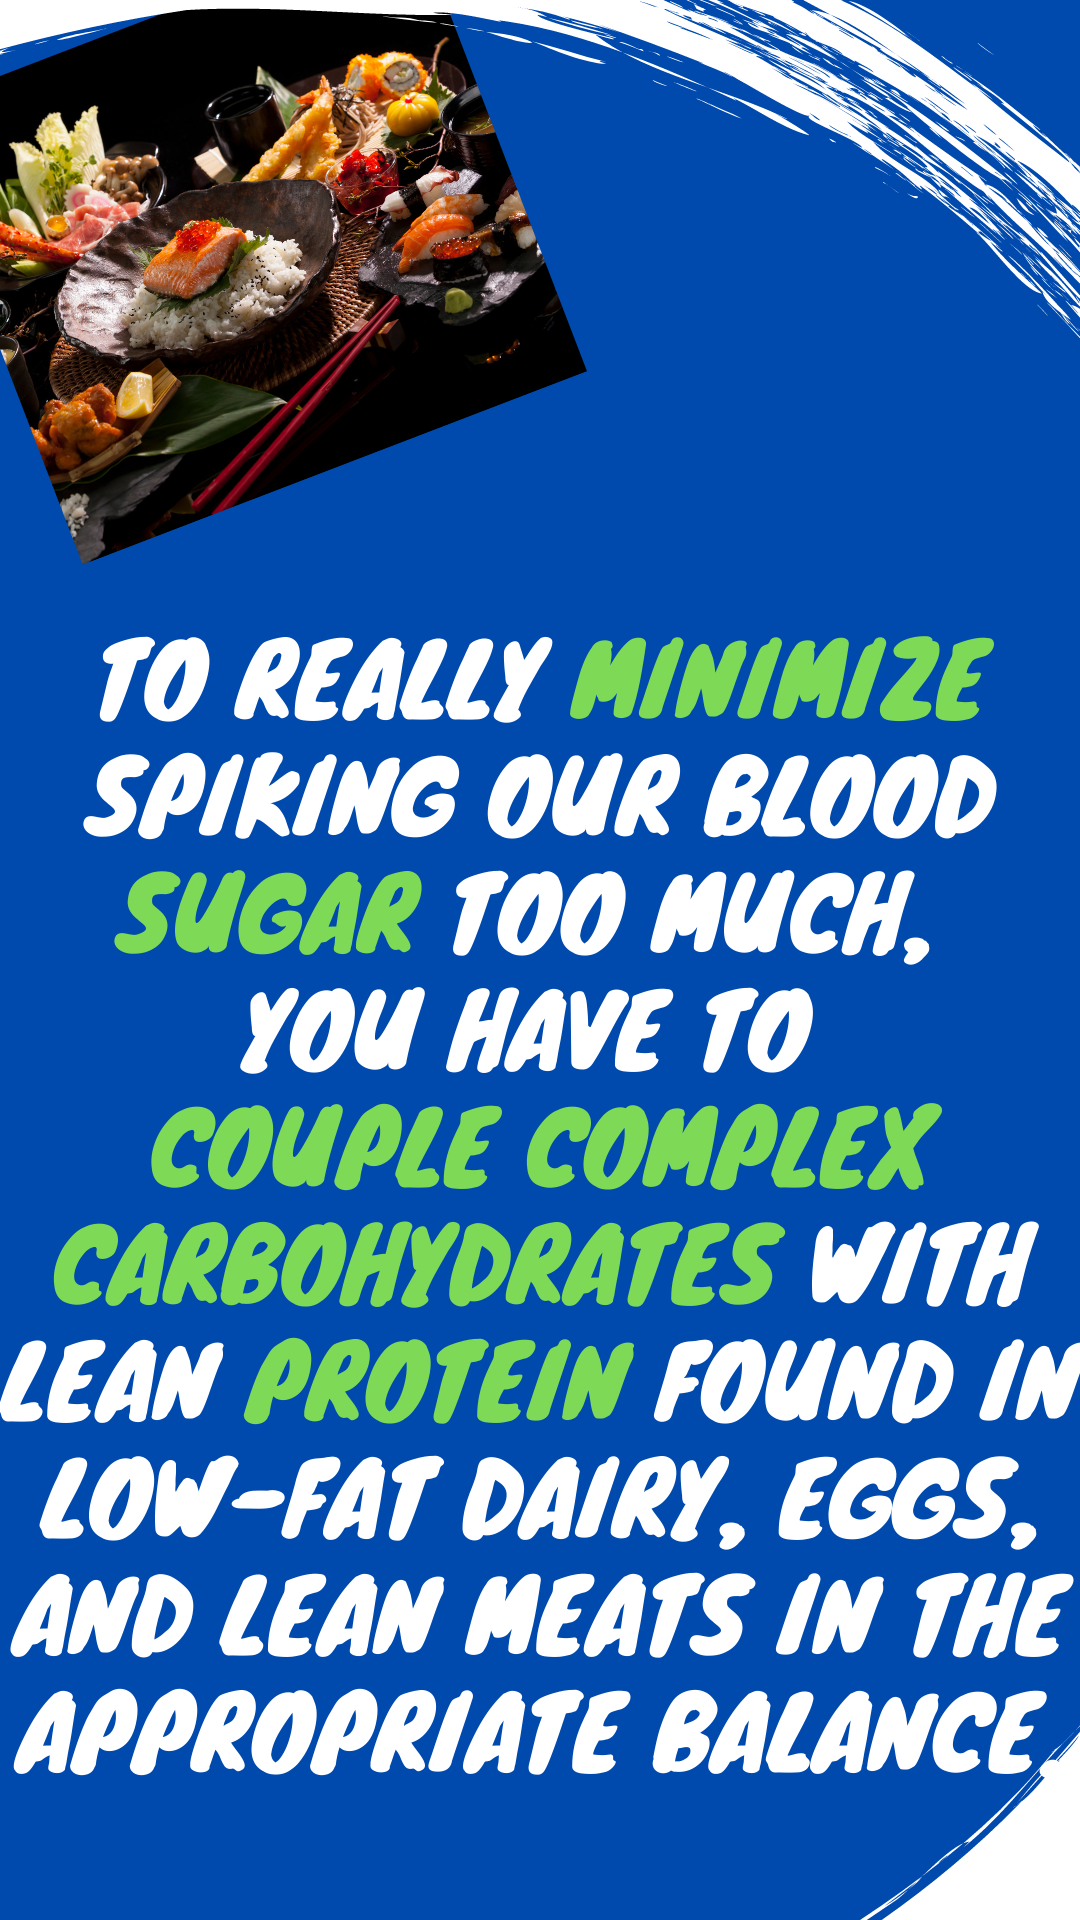 TO REALLY MINIMIZE
SPIKING OUR BLOOD
SUGAR TOO MUCH,
YOU HAVE TO
COUPLE COMPLEX
CARBOHYDRATES WITH
LEAN PROTEIN FOUND IN
LOW-FAT DAIRY, EGGS,
AND LEAN MEATS IN THE
APPROPRIATE BALANCE.